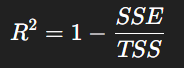 R² = 1 − SSE/TSS